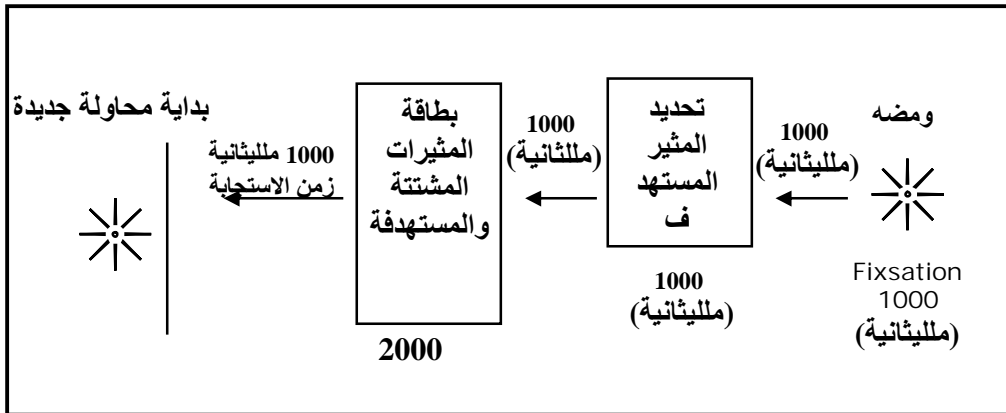 ومضه
Fixsation
1000
(ملليثانية)
1000
(ملليثانية)
تحديد
المثير
المستهد
ف
1000
(ملليثانية)
1000
(مللثانية)
بطاقة
المثيرات
المشتتة
والمستهدفة
2000
1000 ملليثانية
زمن الاستجابة
بداية محاولة جديدة